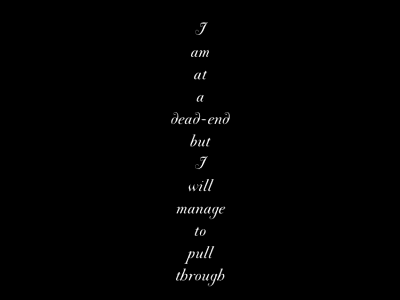 I
am
at
a
dead-end
but
I
will
manage
to
pull
through